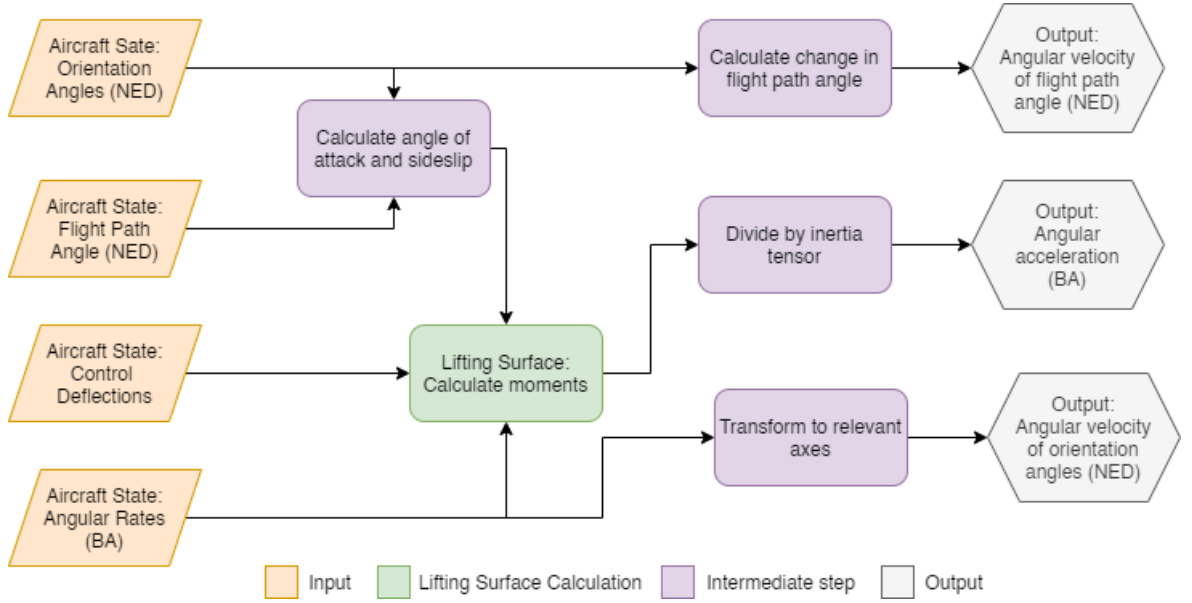 Aircraft Sate:
Orientation
Angles (NED)
Calculate change in
flight path angle
Output:
Angular velocity
of flight path
angle (NED)
Calculate angle of
attack and sideslip
Aircraft State:
Flight Path
Angle (NED)
Divide by inertia
tensor
Output:
Angular
acceleration
(BA)
Aircraft State:
Control
Deflections
Lifting Surface:
Calculate moments
Transform to relevant
axes
Output:
Angular velocity
of orientation
angles (NED)
Aircraft State:
Angular Rates
(BA)
Input
Lifting Surface Calculation
Intermediate step
Output